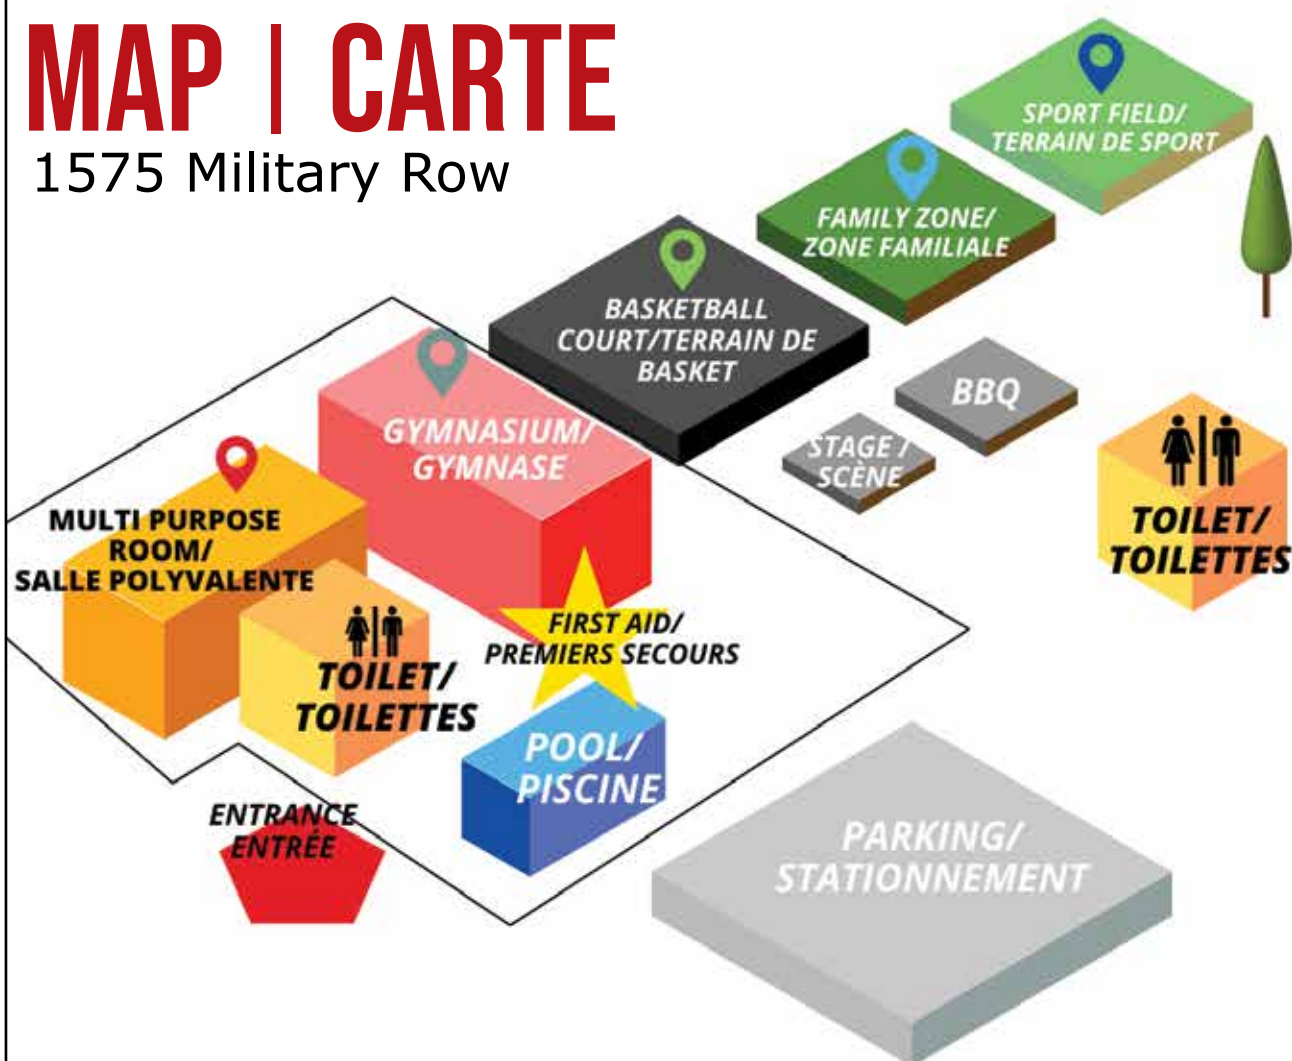 MAP | CARTE
1575 Military Row
SPORT FIELD/
TERRAIN DE SPORT
FAMILY ZONE/
ZONE FAMILIALE
BASKETBALL
COURT/TERRAIN DE
BASKET
BBQ
STAGE /
SCÈNE
GYMNASIUM/
GYMNASE
TOILET/
TOILETTES
MULTI PURPOSE
ROOM/
SALLE POLYVALENTE
FIRST AID/
PREMIERS SECOURS
TOILET/
TOILETTES
POOL/
PISCINE
ENTRANCE
ENTRÉE
PARKING/
STATIONNEMENT